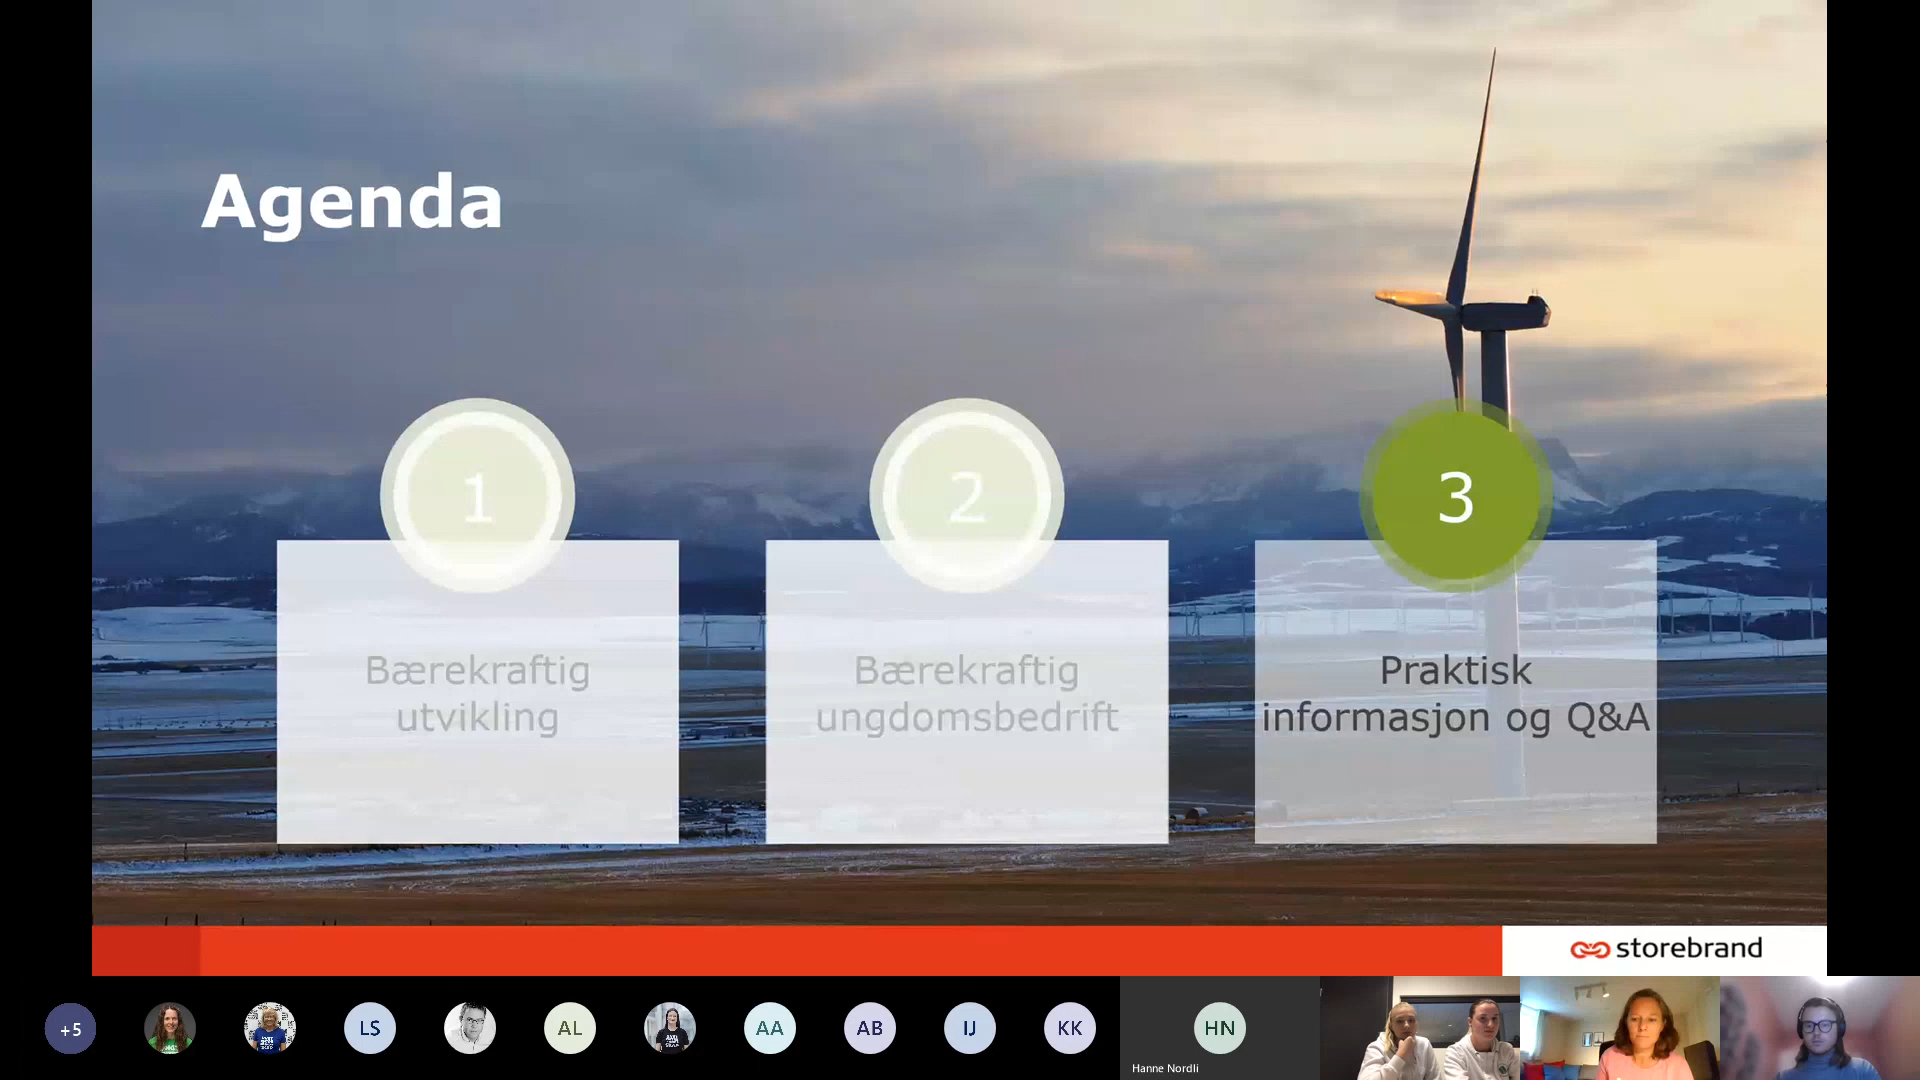 Agenda
1
2
3
Bærekraftig
utvikling
Bærekraftig
ungdomsbedrift
Praktisk
informasjon og Q&A
storebrand
+5
LS
AL
AA
AB
IJ
KK
HN
Hanne Nordli